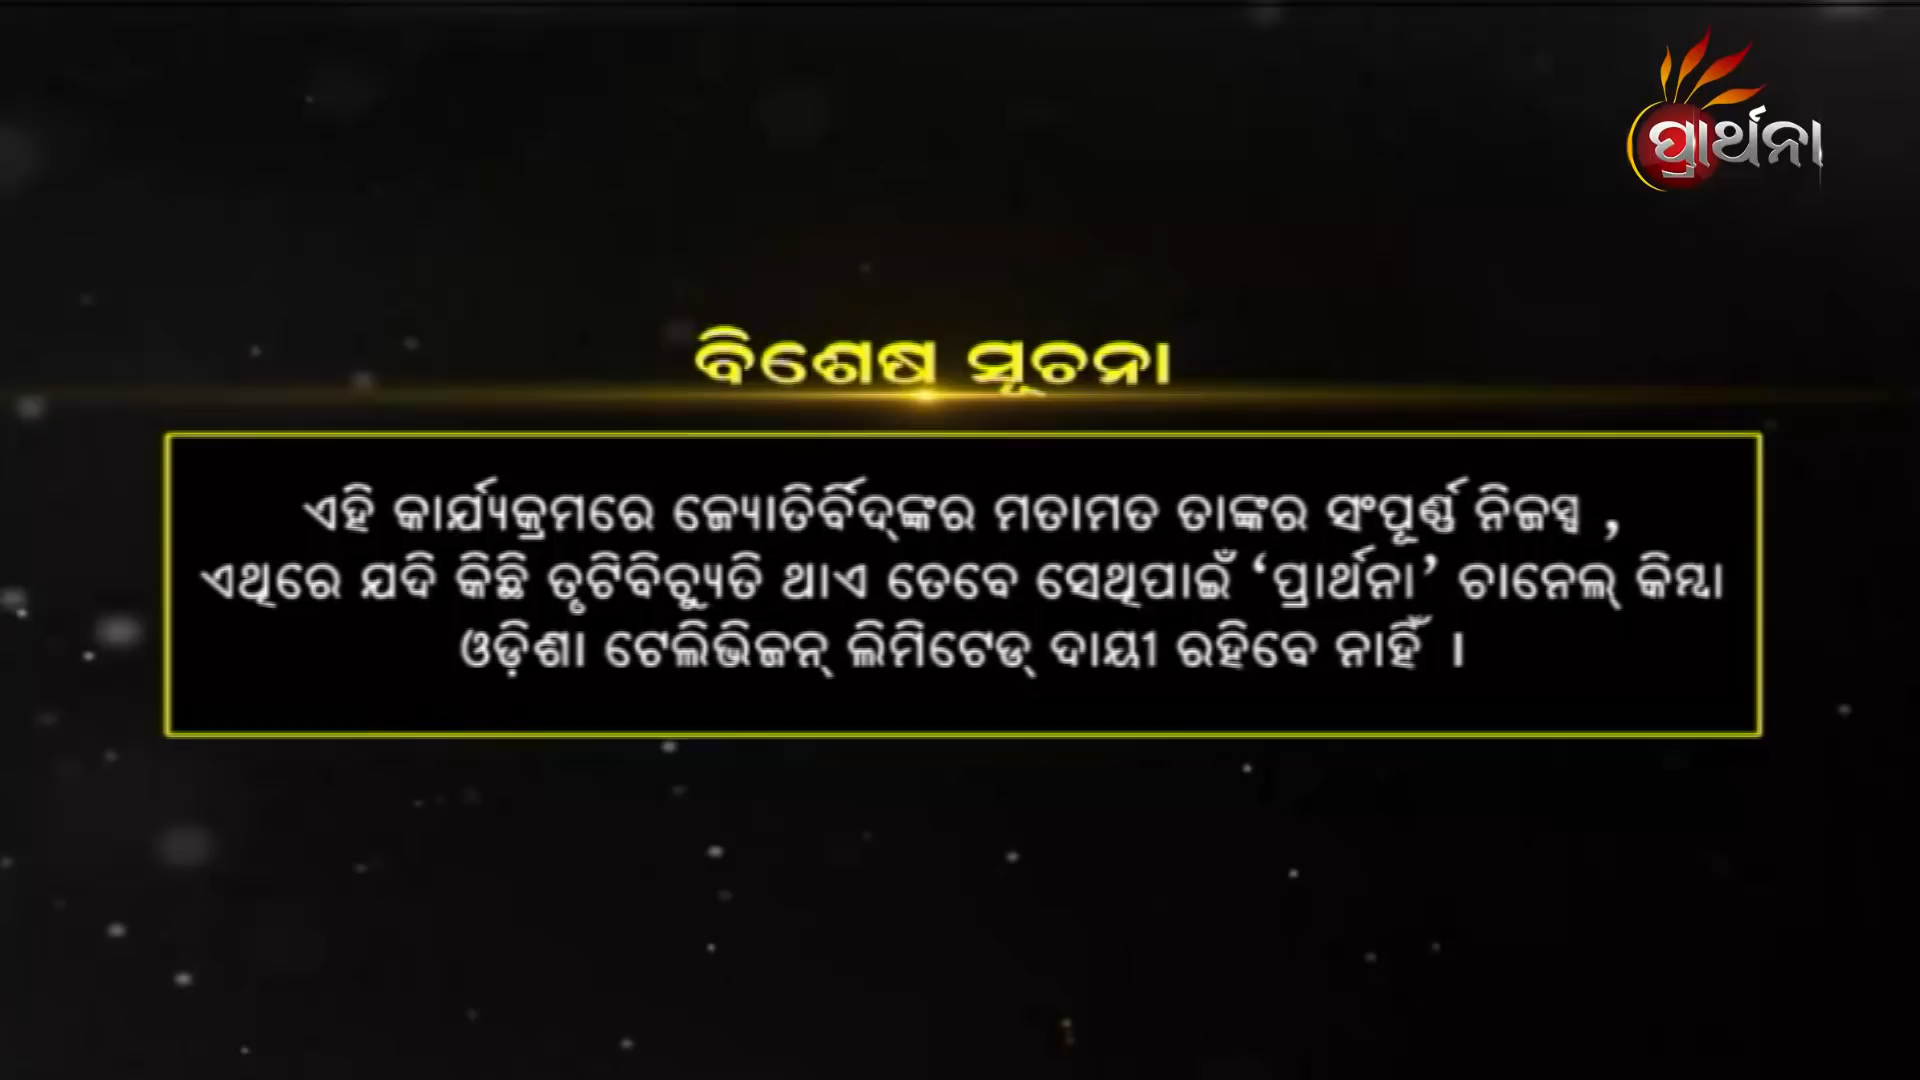 ପ୍ରାର୍ଥନା
ବିଶେଷ ସୂଚନା
ଏହି କାର୍ଯ୍ୟକ୍ରମରେ ଜ୍ୟୋତିର୍ବିଦ୍‌ଙ୍କର ମତାମତ ତାଙ୍କର ସଂପୂର୍ଣ୍ଣ ନିଜସ୍ୱ ,
ଏଥିରେ ଯଦି କିଛି ତୃଟିବିଚ୍ୟୁତି ଥାଏ ତେବେ ସେଥିପାଇଁ ‘ପ୍ରାର୍ଥନା’ ଚାନେଲ୍ କିମ୍ୱା
ଓଡ଼ିଶା ଟେଲିଭିଜନ୍ ଲିମିଟେଡ୍ ଦାୟୀ ରହିବେ ନାହିଁ ।